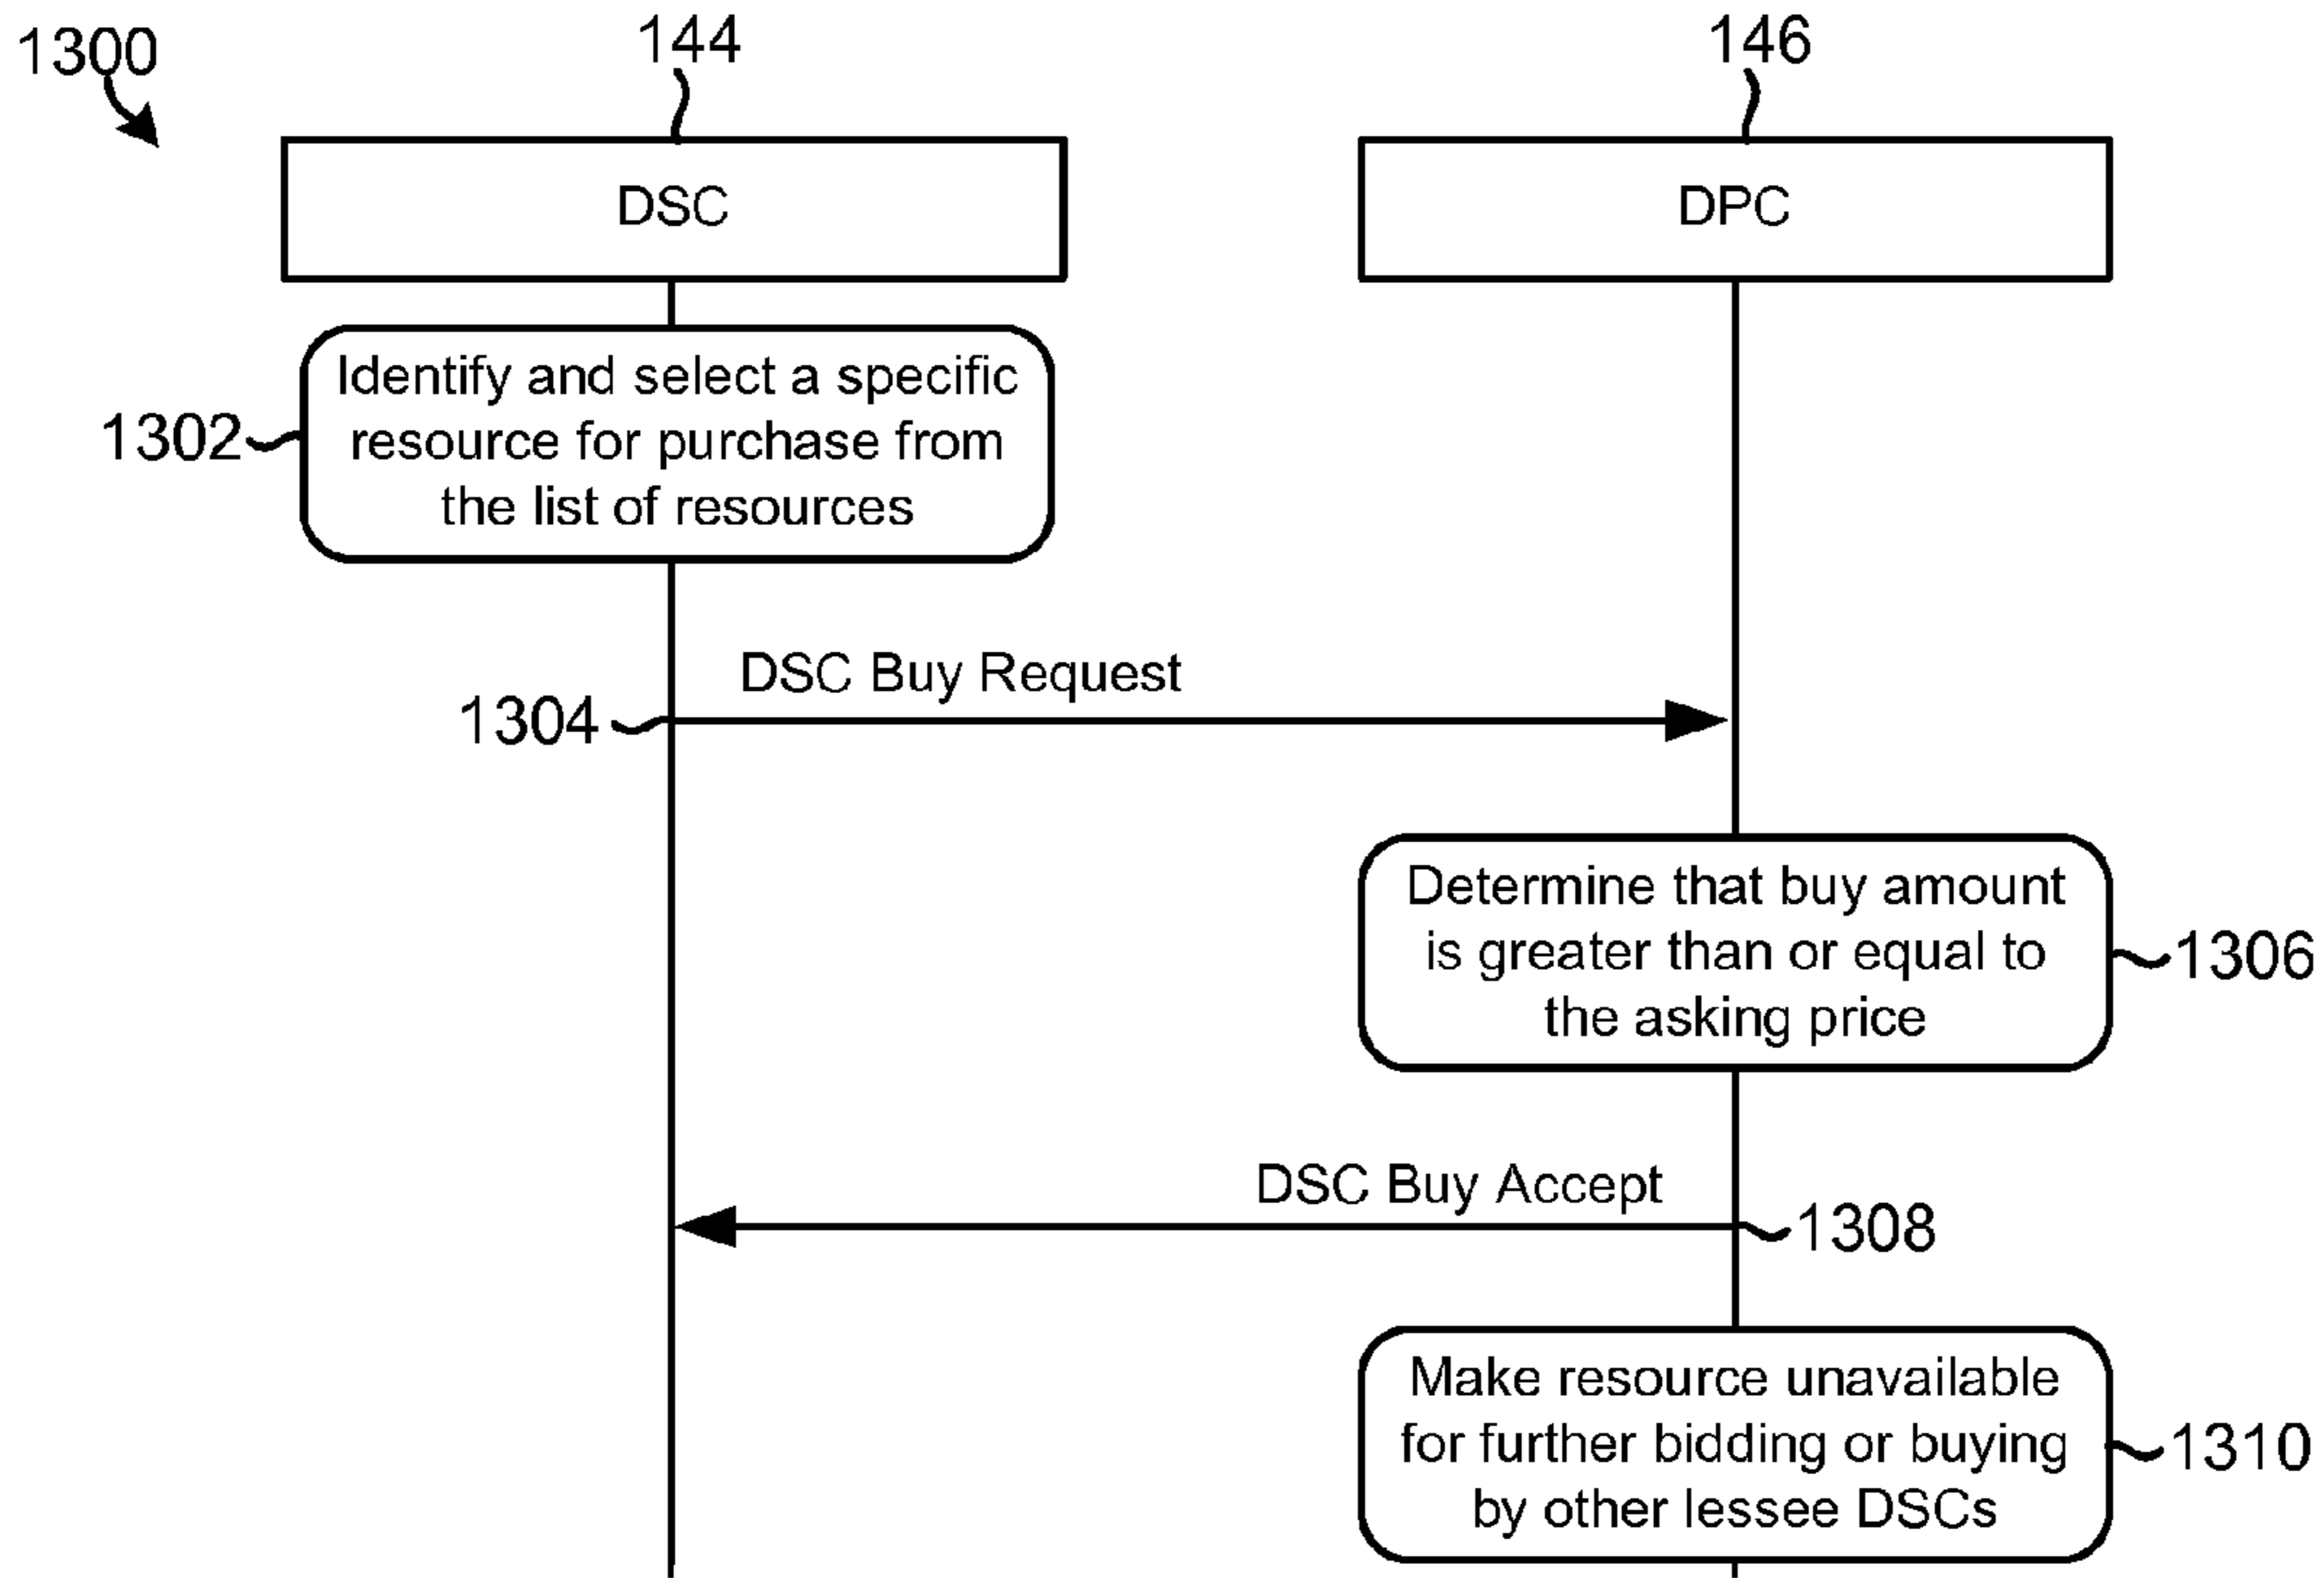 1300
144
146
DSC
DPC
Identify and select a specific
resource for purchase from
the list of resources
1302
DSC Buy Request
1304
Determine that buy amount
is greater than or equal to
the asking price
1306
DSC Buy Accept
1308
Make resource unavailable
for further bidding or buying
by other lessee DSCs
1310